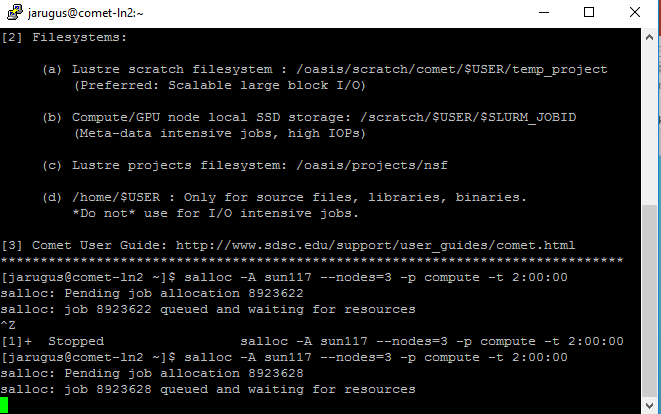 jarugus@comet-ln2:~
[2] Filesystems:
(a) Lustre scratch filesystem : /oasis/scratch/comet/$USER/temp_project
(Preferred: Scalable large block I/O)
(b) Compute/GPU node local SSD storage: /scratch/$USER/$SLURM_JOBID
(Meta-data intensive jobs, high IOPs)
(c) Lustre projects filesystem: /oasis/projects/nsf
(d) /home/$USER : Only for source files, libraries, binaries.
*Do not* use for I/O intensive jobs.
[3] Comet User Guide: http://www.sdsc.edu/support/user_guides/comet.html
******************************************************************************
[jarugus@comet-ln2 ~]$ salloc -A sun117 --nodes=3 -p compute -t 2:00:00
salloc: Pending job allocation 8923622
salloc: job 8923622 queued and waiting for resources
^Z
[1]+  Stopped                 salloc -A sun117 --nodes=3 -p compute -t 2:00:00
[jarugus@comet-ln2 ~]$ salloc -A sun117 --nodes=3 -p compute -t 2:00:00
salloc: Pending job allocation 8923628
salloc: job 8923628 queued and waiting for resources